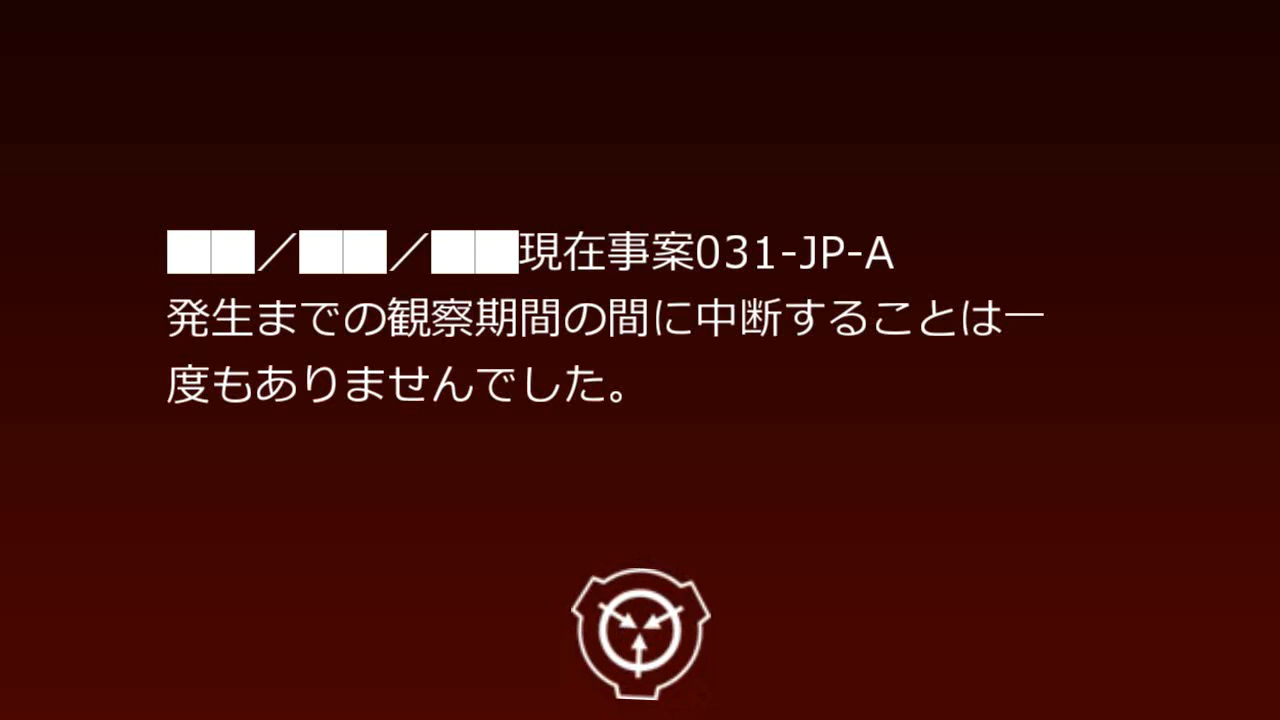 ██／██／██現在事案031-JP-A
発生までの観察期間の間に中断することは一
度もありませんでした。